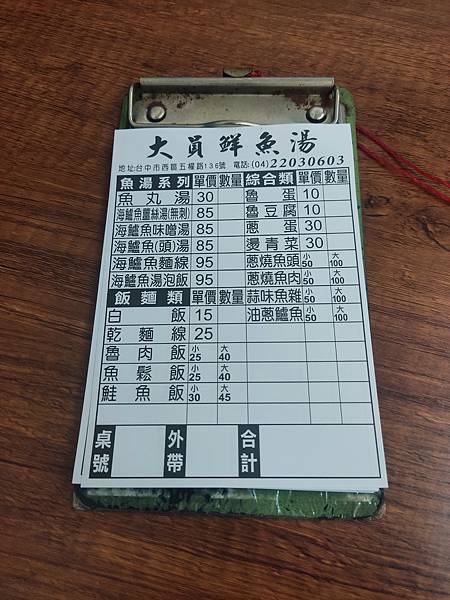 大員鮮魚湯
地址:台中市西區五權路136號 電話:(04)22030603
魚湯系列 單價 數量 綜合類 單價 數量
魚丸湯 30 魯蛋 10
海鱸魚薑絲湯(無刺) 85 魯豆腐 10
海鱸魚味噌湯 85 蔥蛋 30
海鱸魚(頭)湯 85 燙青菜 30
海鱸魚麵線 95 蔥燒魚頭 小50 大100
海鱸魚湯泡飯 95 蔥燒魚肉 小50 大100
飯麵類 單價 數量 蒜味魚雜 小50 大100
白飯 15 油蔥鱸魚 小50 大100
乾麵線 25
魯肉飯 小25 大40
魚鬆飯 小25 大40
鮭魚飯 小30 大45
桌號 外帶 合計